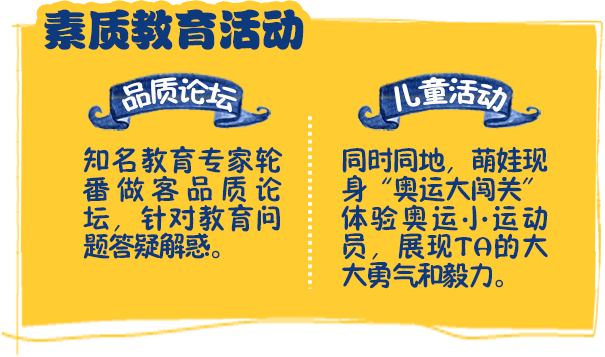 素质教育活动
品质论坛
知名教育专家轮
番做客品质论
坛，针对教育问
题答疑解惑。
儿童活动
同时同地，萌娃现
身“奥运大闯关”
体验奥运小运动
员，展现TA的大
大勇气和毅力。